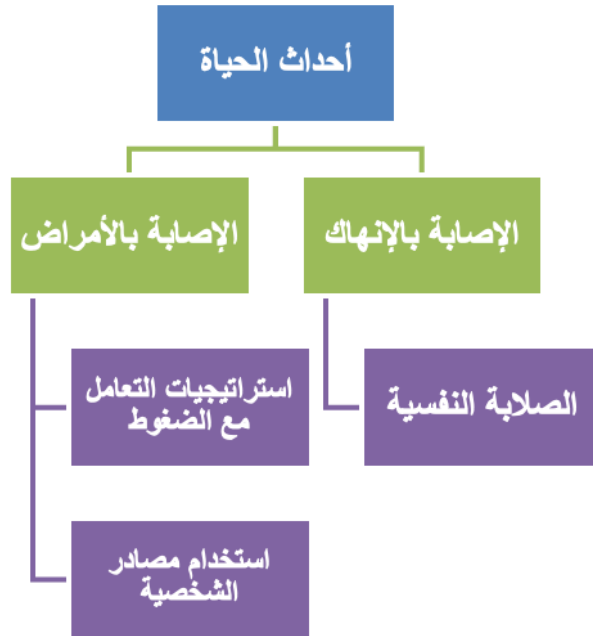 أحداث الحياة
الإصابة بالإنهاك
الإصابة بالأمراض
الصلابة النفسية
استراتيجيات التعامل
مع الضغوط
استخدام مصادر
الشخصية